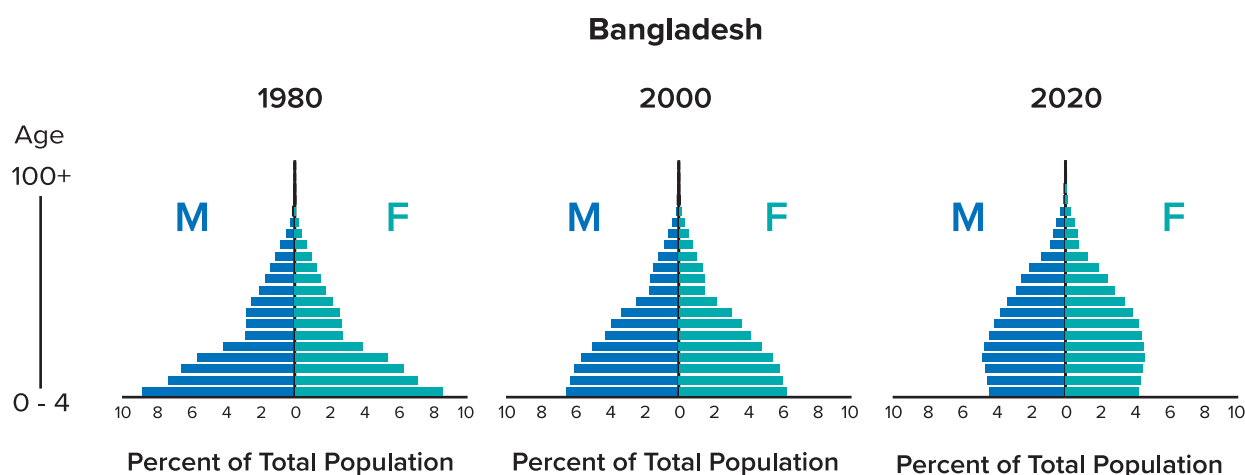 Bangladesh
1980
2000
2020
Age
100+
M
F
M
F
M
F
0 - 4
10 8 6 4 2 0 2 4 6 8 10
10 8 6 4 2 0 2 4 6 8 10
10 8 6 4 2 0 2 4 6 8 10
Percent of Total Population
Percent of Total Population
Percent of Total Population